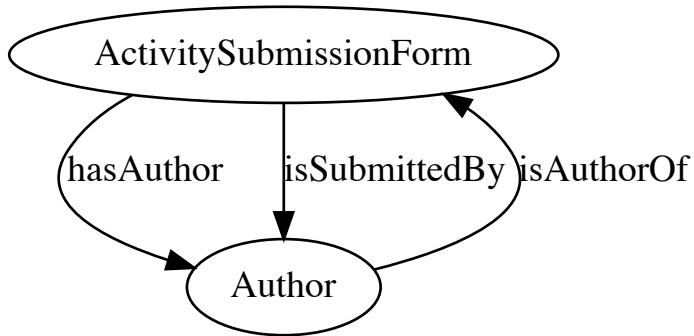 ActivitySubmissionForm
hasAuthor
isSubmittedBy
isAuthorOf
Author